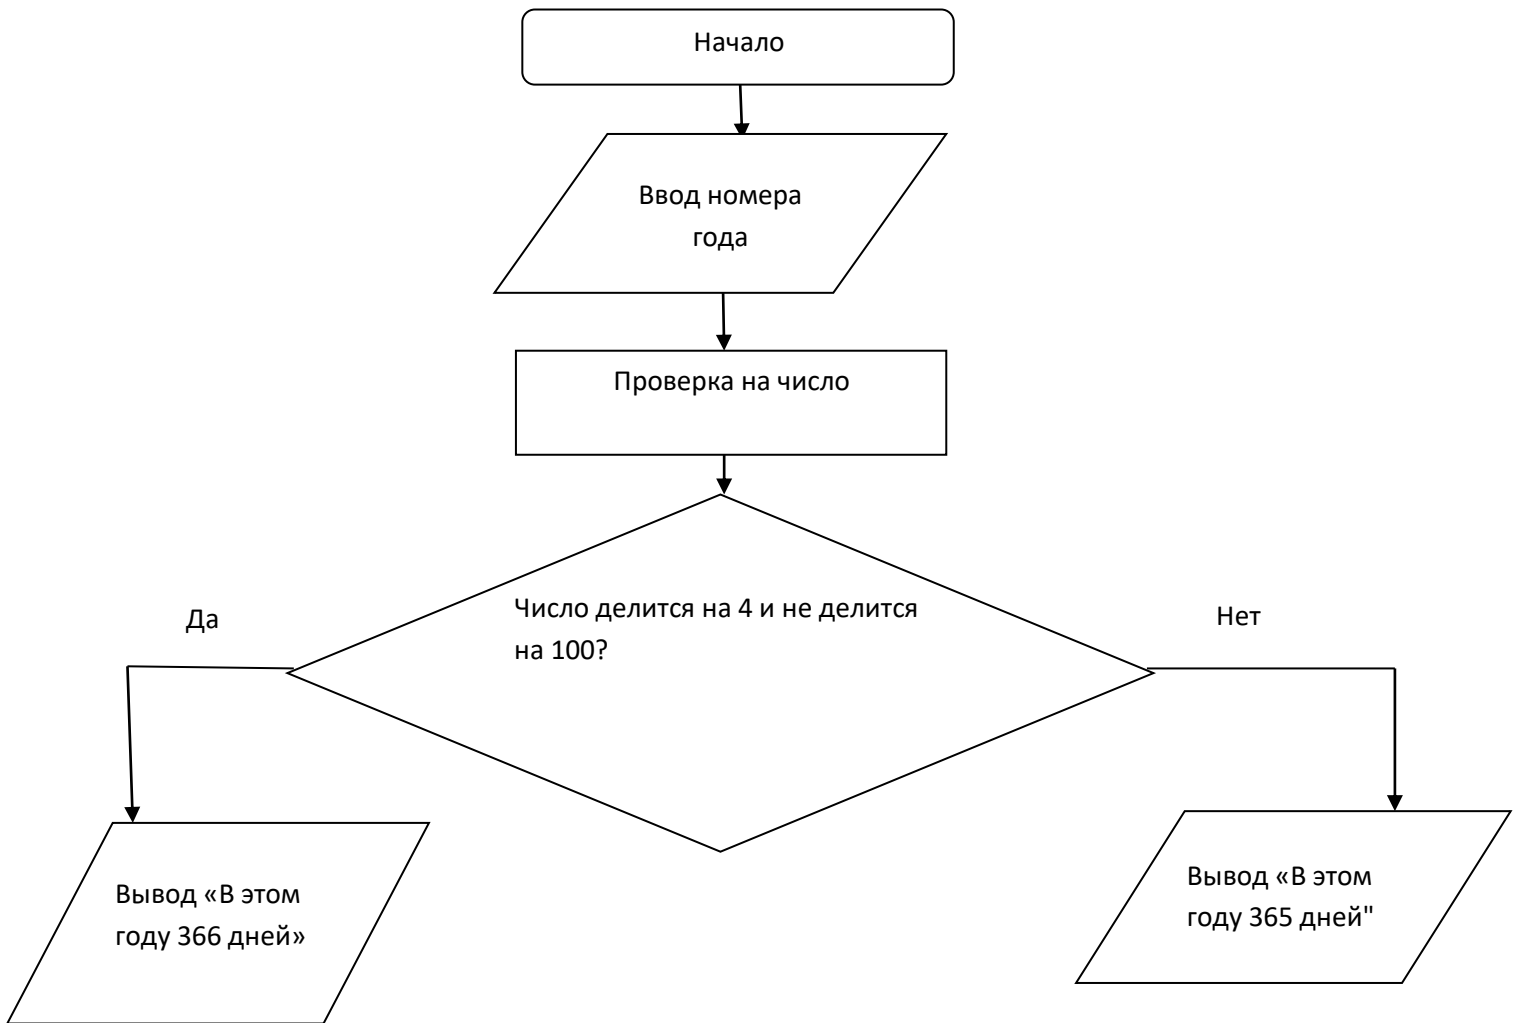 Начало
Ввод номера
года
Проверка на число
Число делится на 4 и не делится
на 100?
Да
Нет
Вывод «В этом
году 366 дней»
Вывод «В этом
году 365 дней"